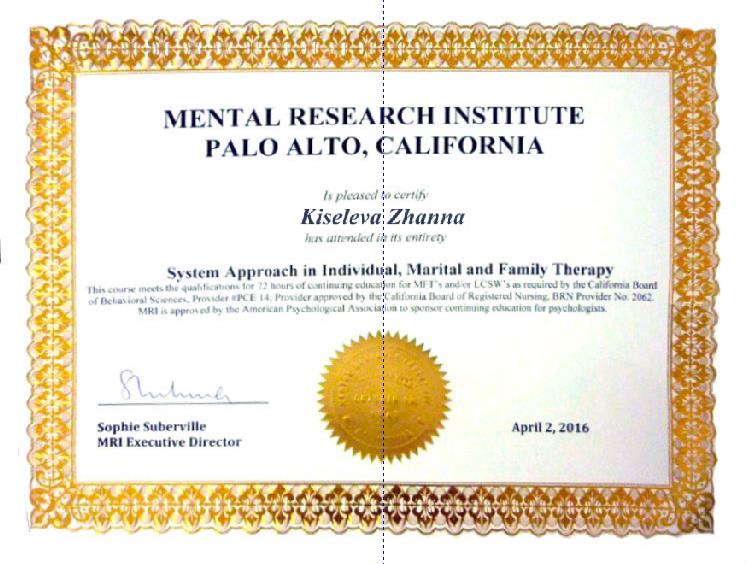 MENTAL RESEARCH INSTITUTE
PALO ALTO, CALIFORNIA
Is pleased to certify
Kiseleva Zhanna
has attended in its entirety
System Approach in Individual, Marital and Family Therapy
This course meets the qualifications for 72 hours of continuing education for MFT's and/or LCSW's as required by the California Board
of Behavioral Sciences, Provider #PCE 14; Provider approved by the California Board of Registered Nursing, BRN Provider No. 2062.
MRI is approved by the American Psychological Association to sponsor continuing education for psychologists.
Sophie Suberville
MRI Executive Director
April 2, 2016